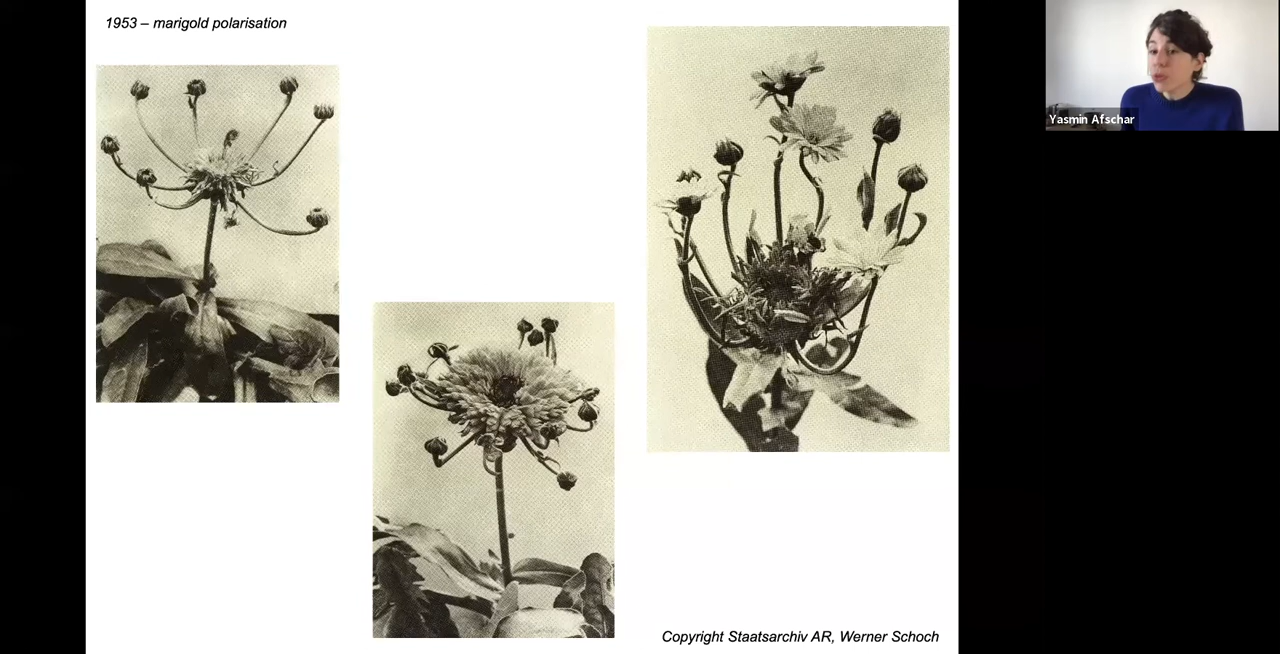 1953 – marigold polarisation
Yasmin Afschar
Copyright Staatsarchiv AR, Werner Schoch